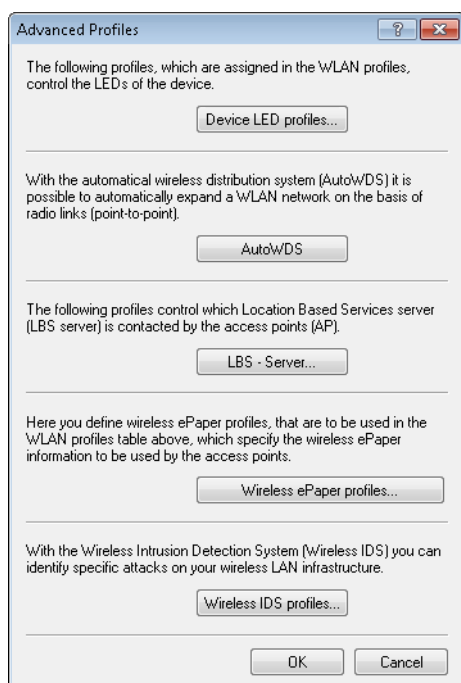 Advanced Profiles
The following profiles, which are assigned in the WLAN profiles,
control the LEDs of the device.
Device LED profiles...
With the automatical wireless distribution system (AutoWDS) it is
possible to automatically expand a WLAN network on the basis of
radio links (point-to-point).
AutoWDS
The following profiles control which Location Based Services server
(LBS server) is contacted by the access points (AP).
LBS - Server...
Here you define wireless ePaper profiles, that are to be used in the
WLAN profiles table above, which specify the wireless ePaper
information to be used by the access points.
Wireless ePaper profiles...
With the Wireless Intrusion Detection System (Wireless IDS) you can
identify specific attacks on your wireless LAN infrastructure.
Wireless IDS profiles...
OK Cancel